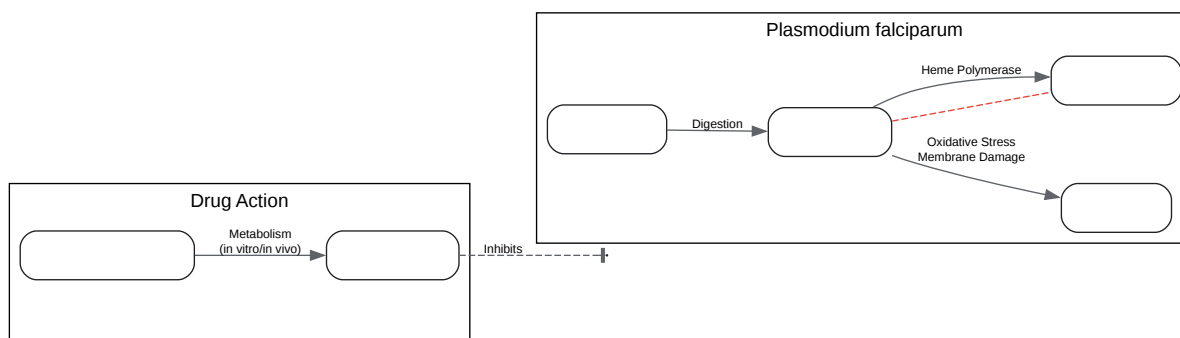 Plasmodium falciparum
Heme Polymerase
Digestion
Oxidative Stress
Membrane Damage
Drug Action
Metabolism
(in vitro/in vivo)
Inhibits